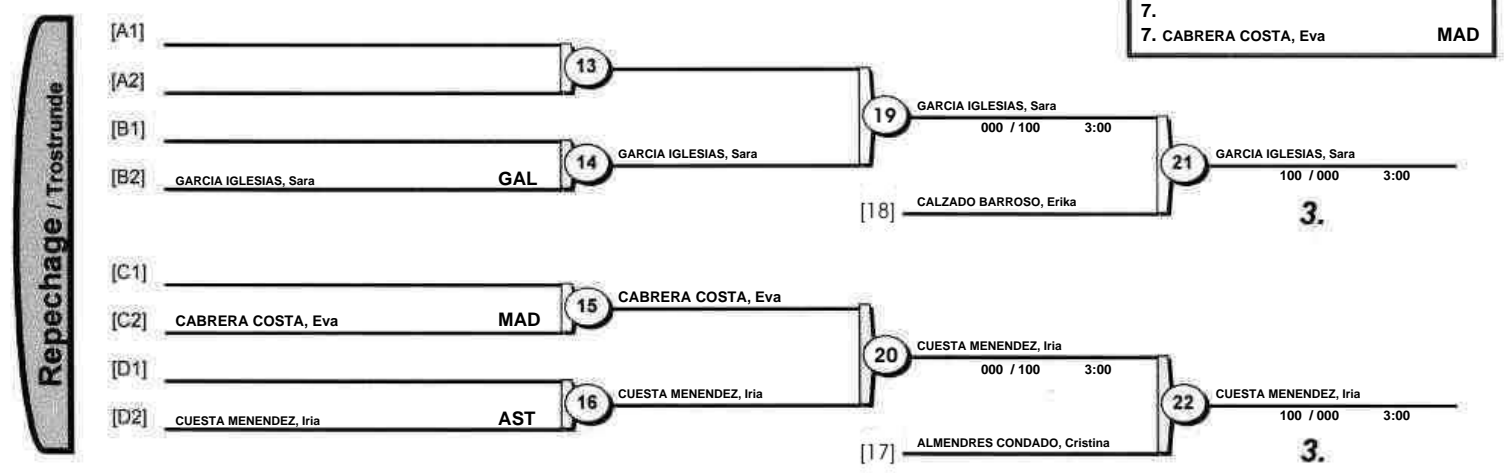 7.
7. CABRERA COSTA, Eva MAD
Repechage / Trostrunde
[A1]
13
[A2]
[B1]
14 GARCIA IGLESIAS, Sara
[B2] GARCIA IGLESIAS, Sara GAL
19 GARCIA IGLESIAS, Sara
000 / 100 3:00
21 GARCIA IGLESIAS, Sara
100 / 000 3:00
[18] CALZADO BARROSO, Erika
3.
[C1]
15 CABRERA COSTA, Eva
[C2] CABRERA COSTA, Eva MAD
[D1]
16 CUESTA MENENDEZ, Iria
[D2] CUESTA MENENDEZ, Iria AST
20 CUESTA MENENDEZ, Iria
000 / 100 3:00
22 CUESTA MENENDEZ, Iria
100 / 000 3:00
[17] ALMENDRES CONDADO, Cristina
3.